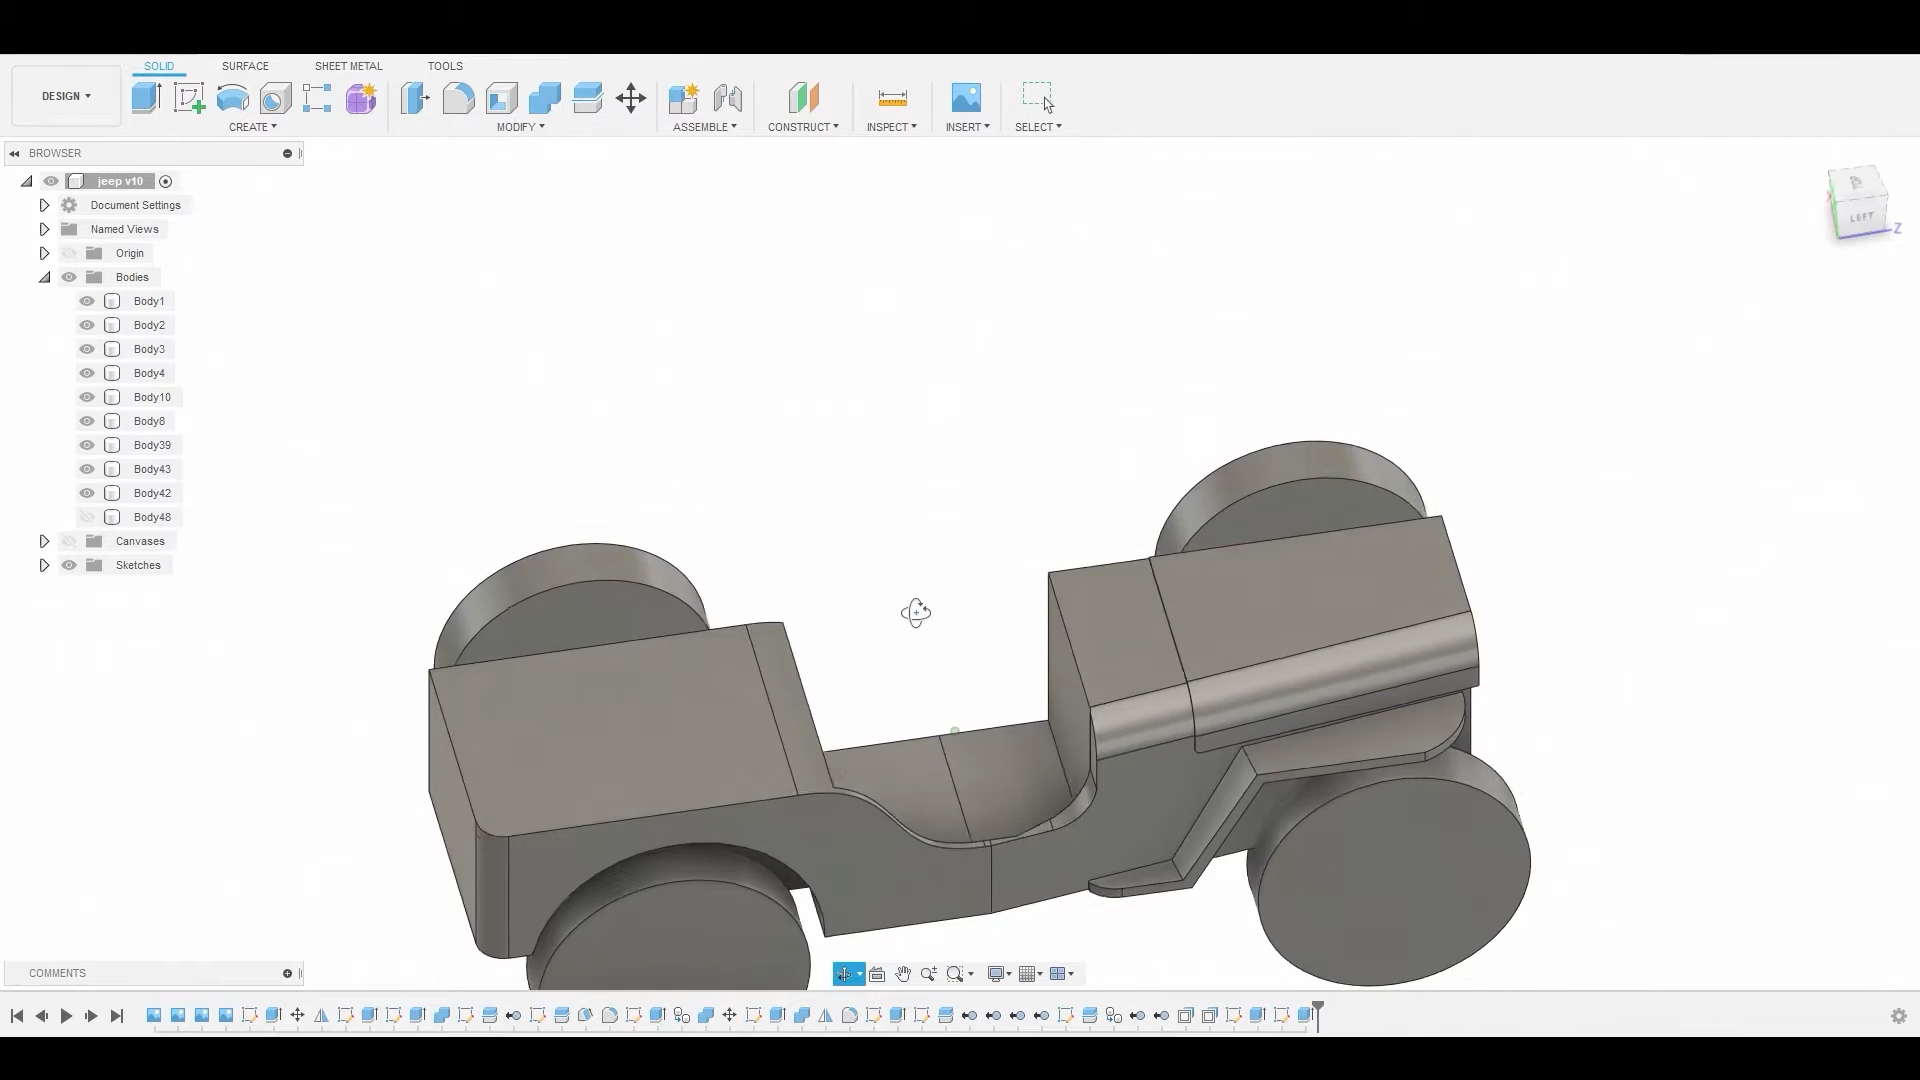 SOLID SURFACE SHEET METAL TOOLS
DESIGN
CREATE MODIFY ASSEMBLE CONSTRUCT INSPECT INSERT SELECT
BROWSER
jeep v10
Document Settings
Named Views
Origin
Bodies
Body1
Body2
Body3
Body4
Body10
Body8
Body39
Body43
Body42
Body48
Canvases
Sketches
LEFT
Z
COMMENTS